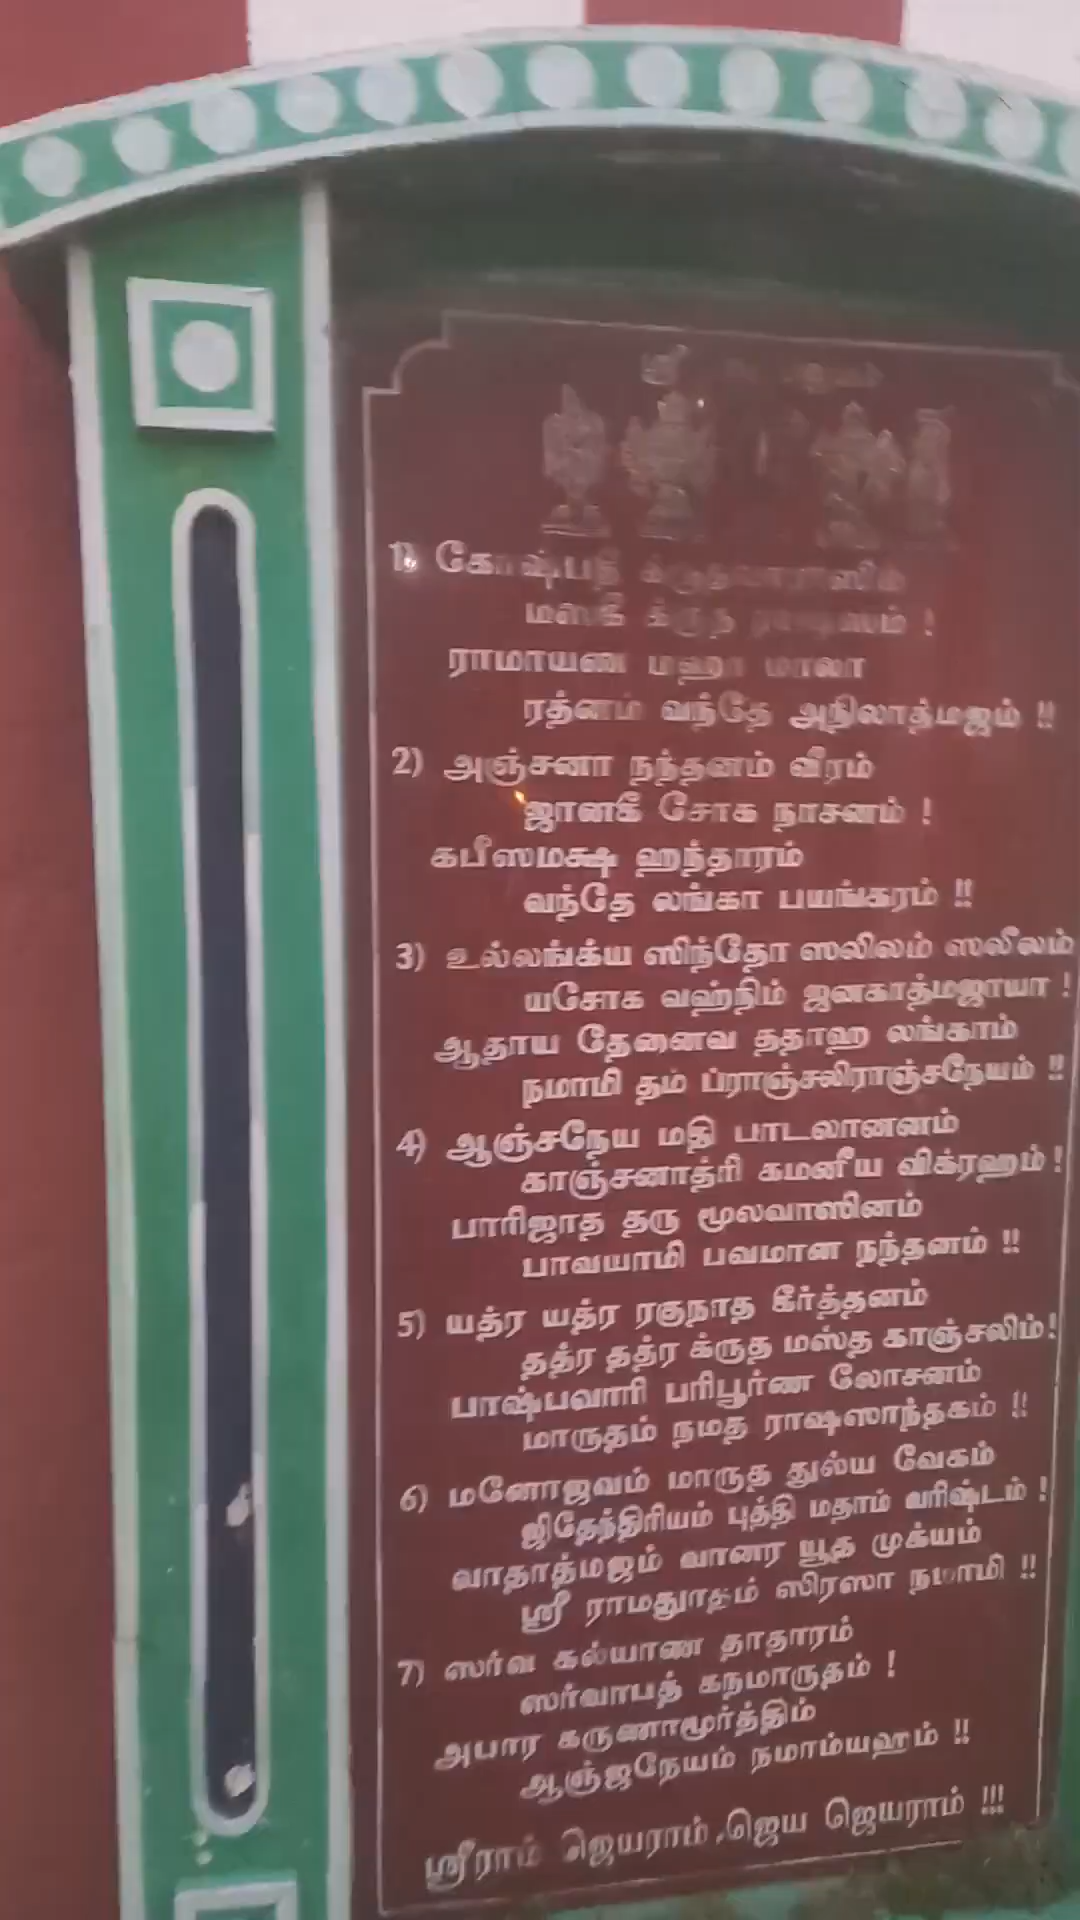 ஸ்ரீ
1) கோஷ்பதீ க்ருதவாராஸிம்
மஸகீ க்ருத ராக்ஷஸம் !
ராமாயண மஹா மாலா
ரத்னம் வந்தே அநிலாத்மஜம் !!
2) அஞ்சனா நந்தனம் வீரம்
ஜானகீ சோக நாசனம் !
கபீஸமக்ஷ ஹந்தாரம்
வந்தே லங்கா பயங்கரம் !!
3) உல்லங்க்ய ஸிந்தோ ஸலிலம் ஸலீலம்
யசோக வஹ்நிம் ஜனகாத்மஜாயா !
ஆதாய தேனைவ ததாஹ லங்காம்
நமாமி தம் ப்ராஞ்சலிராஞ்சநேயம் !!
4) ஆஞ்சநேய மதி பாடலானனம்
காஞ்சனாத்ரி கமனீய விக்ரஹம் !
பாரிஜாத தரு மூலவாஸினம்
பாவயாமி பவமான நந்தனம் !!
5) யத்ர யத்ர ரகுநாத கீர்த்தனம்
தத்ர தத்ர க்ருத மஸ்த காஞ்சலிம் !
பாஷ்பவாரி பரிபூர்ண லோசனம்
மாருதம் நமத ராஷஸாந்தகம் !!
6) மனோஜவம் மாருத துல்ய வேகம்
ஜிதேந்திரியம் புத்தி மதாம் வரிஷ்டம் !
வாதாத்மஜம் வானர யூத முக்யம்
ஸ்ரீ ராமதூதம் ஸிரஸா நமாமி !!
7) ஸர்வ கல்யாண தாதாரம்
ஸர்வாபத் கநமாருதம் !
அபார கருணாமூர்த்திம்
ஆஞ்ஜநேயம் நமாம்யஹம் !!
ஸ்ரீராம் ஜெயராம், ஜெய ஜெயராம் !!!